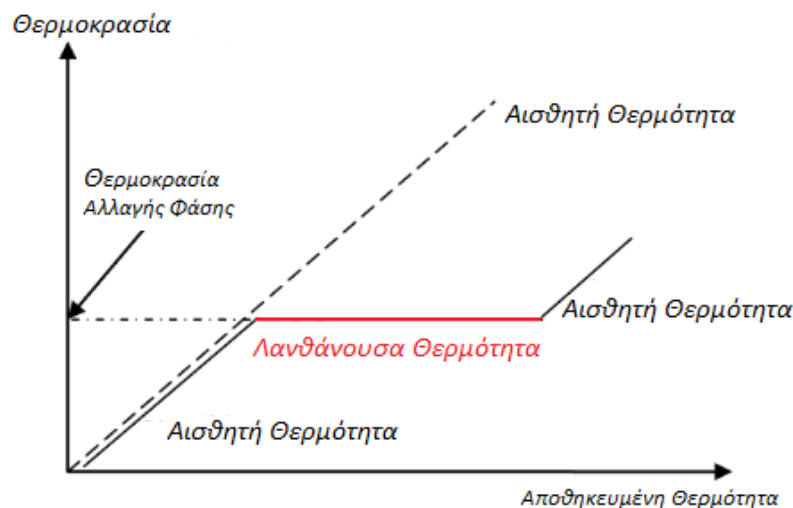 Θερμοκρασία
Αισθητή Θερμότητα
Θερμοκρασία
Αλλαγής Φάσης
Αισθητή Θερμότητα
Λανθάνουσα Θερμότητα
Αισθητή Θερμότητα
Αποθηκευμένη Θερμότητα